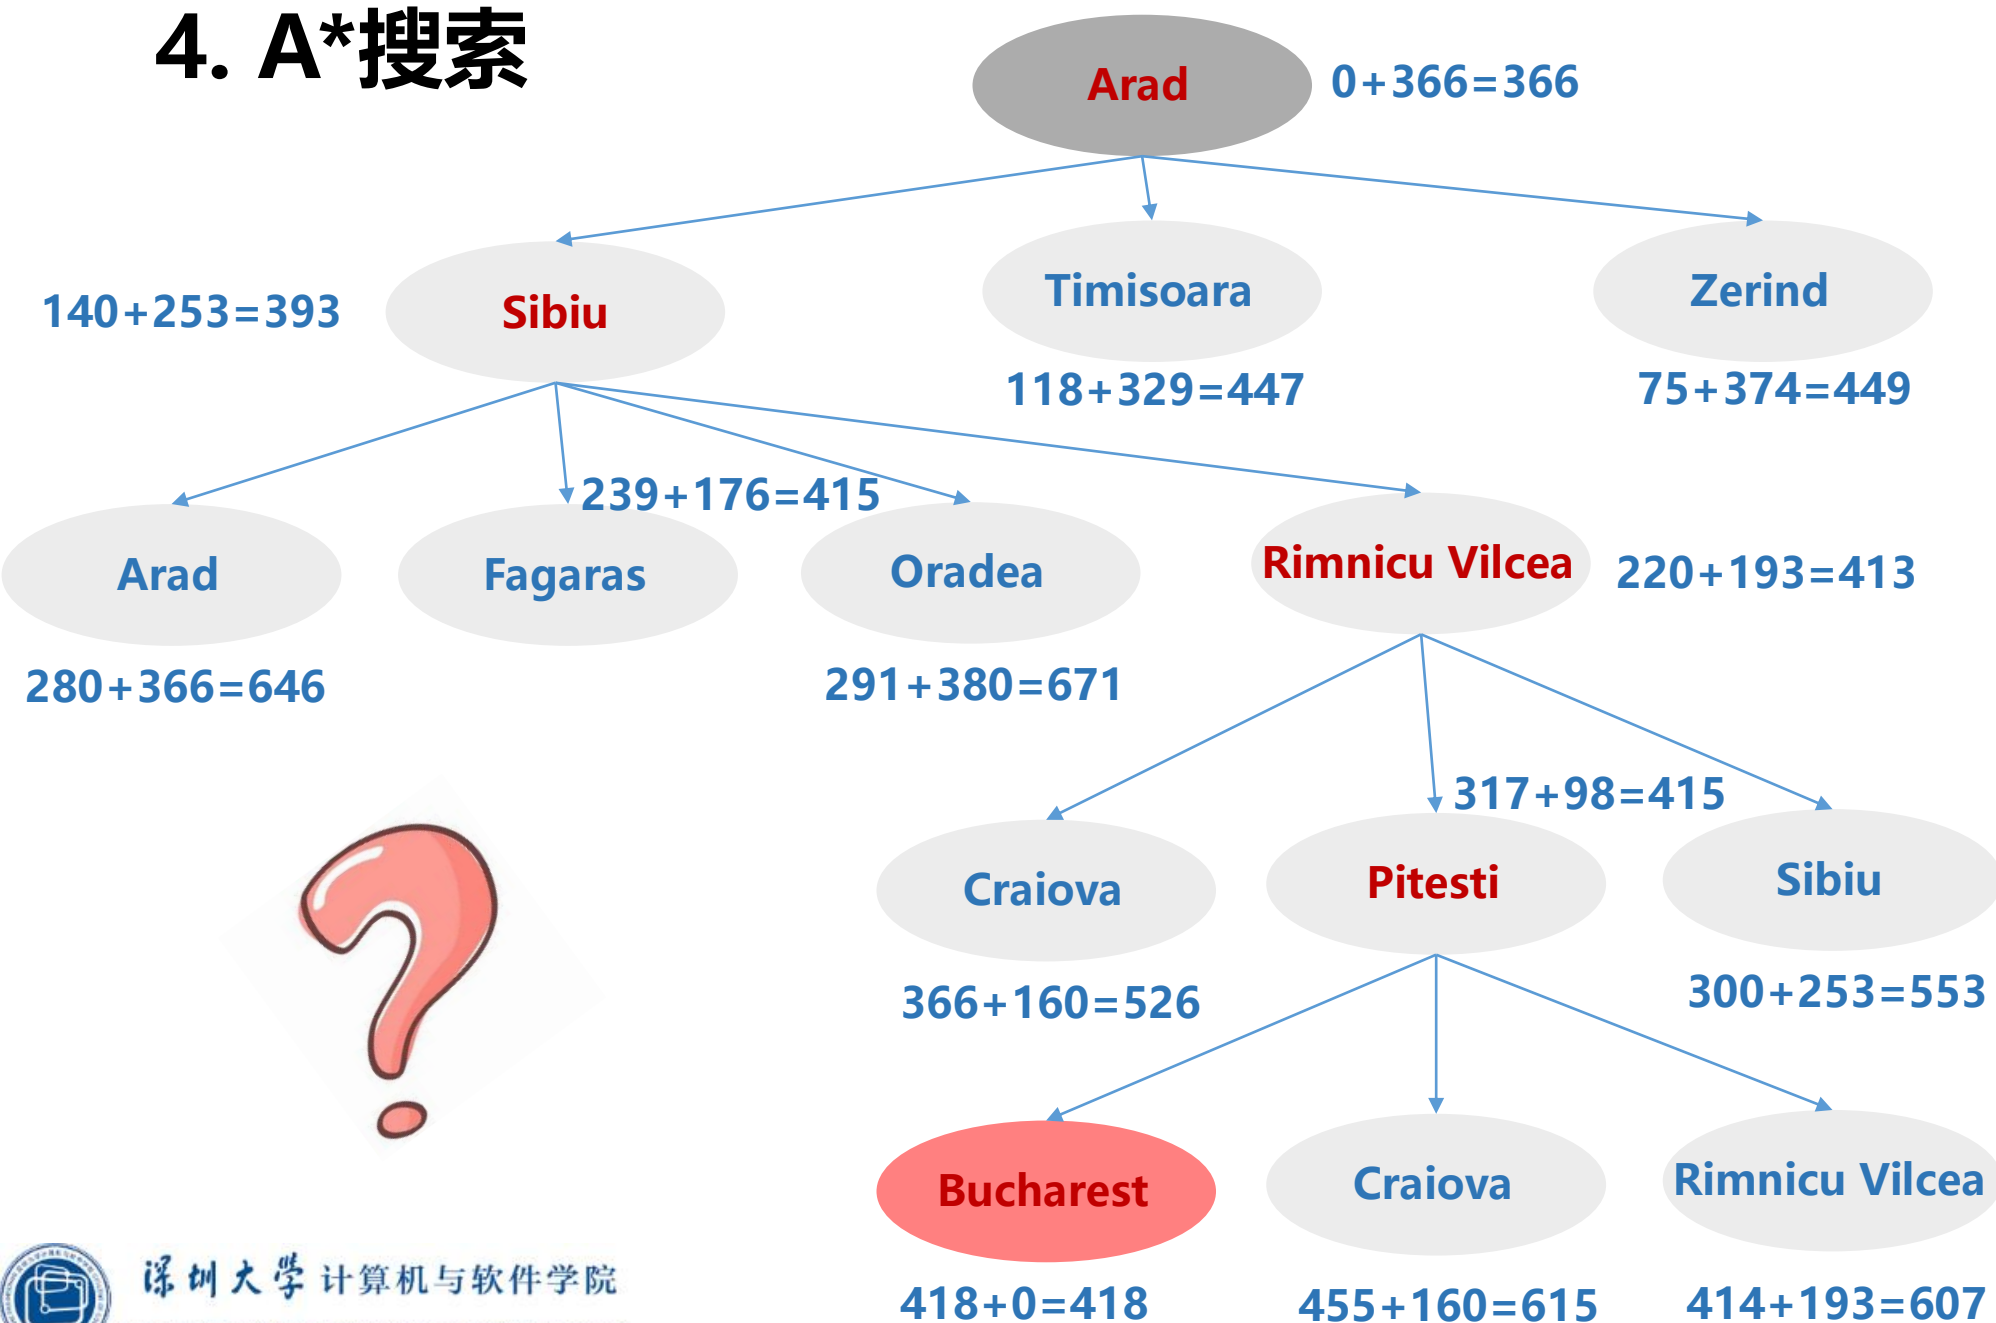 4. A*搜索
Arad
0+366=366
140+253=393
Sibiu
Timisoara
Zerind
118+329=447
75+374=449
239+176=415
Arad
Fagaras
Oradea
Rimnicu Vilcea
220+193=413
280+366=646
291+380=671
317+98=415
Craiova
Pitesti
Sibiu
366+160=526
300+253=553
Bucharest
Craiova
Rimnicu Vilcea
418+0=418
455+160=615
414+193=607
深圳大学 计算机与软件学院